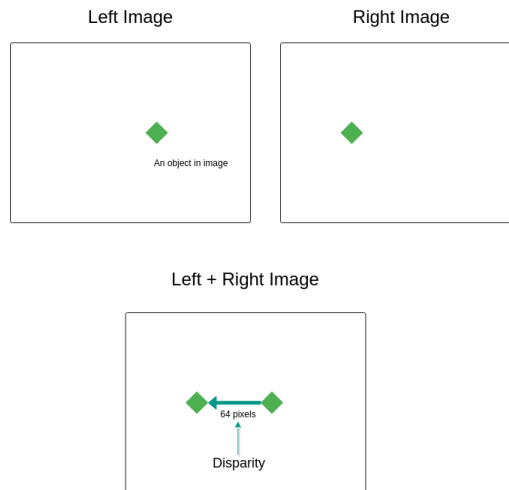 Left Image
Right Image
An object in image
Left + Right Image
64 pixels
Disparity